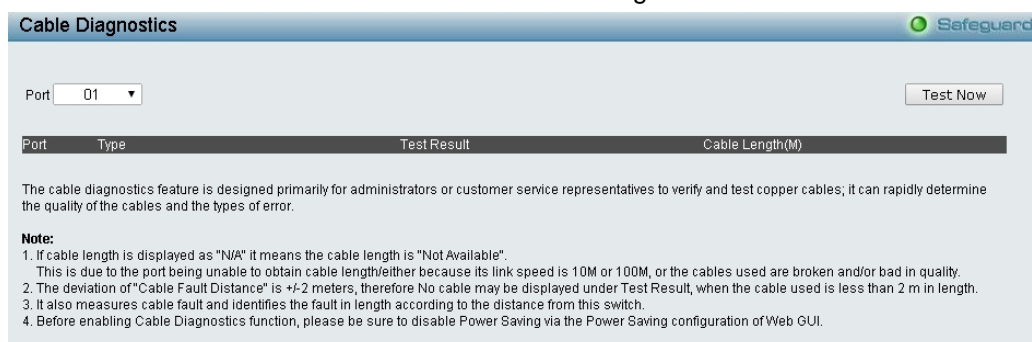 Cable Diagnostics
Safeguard
Port 01
Test Now
Port Type Test Result Cable Length(M)
The cable diagnostics feature is designed primarily for administrators or customer service representatives to verify and test copper cables; it can rapidly determine
the quality of the cables and the types of error.
Note:
1. If cable length is displayed as "N/A" it means the cable length is "Not Available".
This is due to the port being unable to obtain cable length/either because its link speed is 10M or 100M, or the cables used are broken and/or bad in quality.
2. The deviation of "Cable Fault Distance" is +/-2 meters, therefore No cable may be displayed under Test Result, when the cable used is less than 2 m in length.
3. It also measures cable fault and identifies the fault in length according to the distance from this switch.
4. Before enabling Cable Diagnostics function, please be sure to disable Power Saving via the Power Saving configuration of Web GUI.